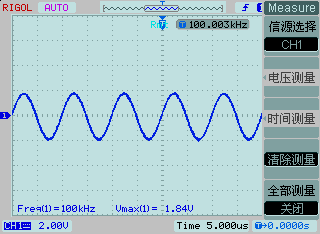 RIGOL AUTO Measure
100.003kHz
信源选择
CH1
电压测量
时间测量
清除测量
全部测量
关闭
1
Freq(1)=100kHz Vmax(1)= 1.84V
CH1 2.00V Time 5.000us 0.0000s